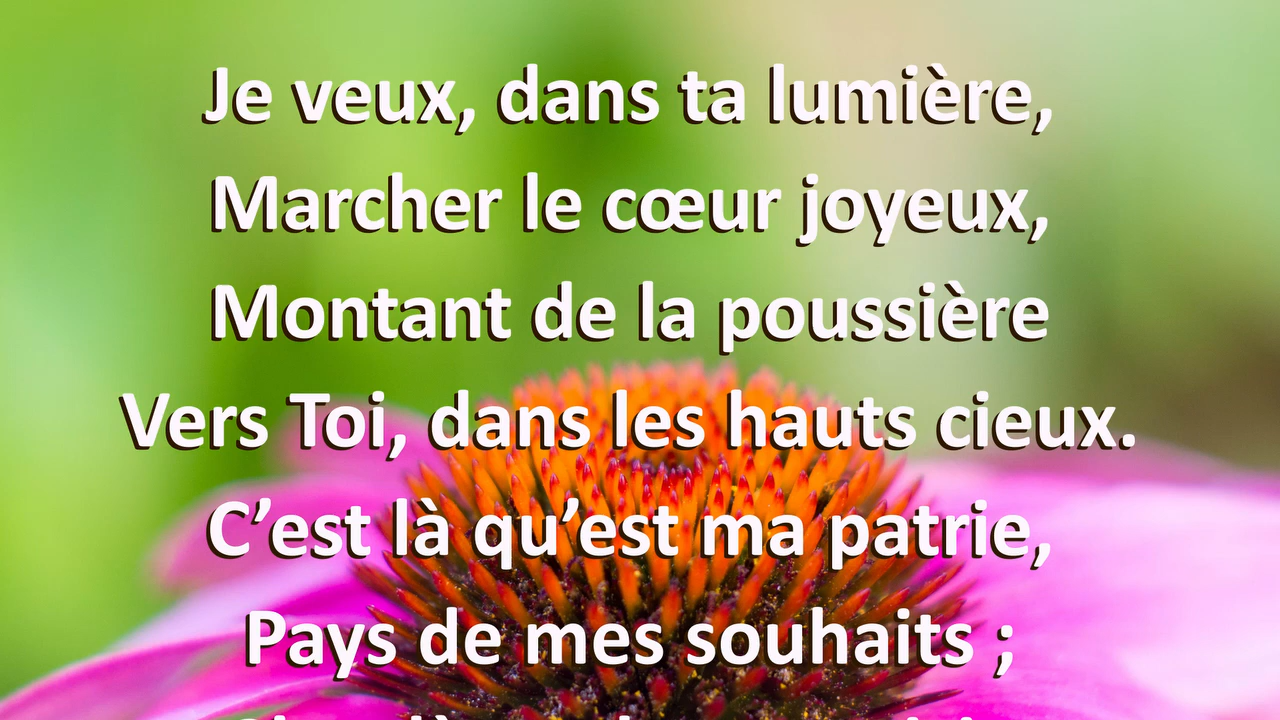 Je veux, dans ta lumière,
Marcher le cœur joyeux,
Montant de la poussière
Vers Toi, dans les hauts cieux.
C’est là qu’est ma patrie,
Pays de mes souhaits ;